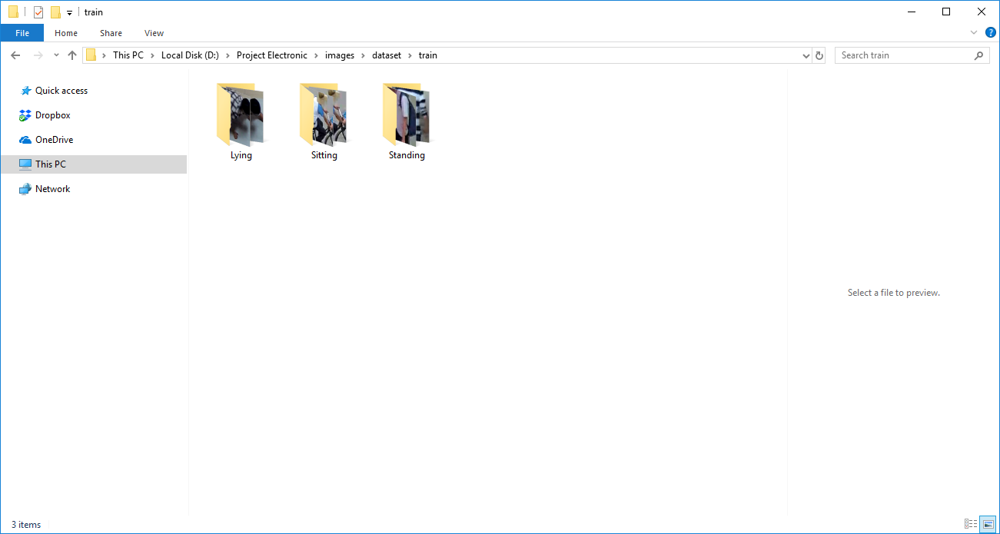 train
File Home Share View
This PC Local Disk (D:) Project Electronic images dataset train
Search train
Quick access
Dropbox
OneDrive
This PC
Network
Lying Sitting Standing
Select a file to preview.
3 items